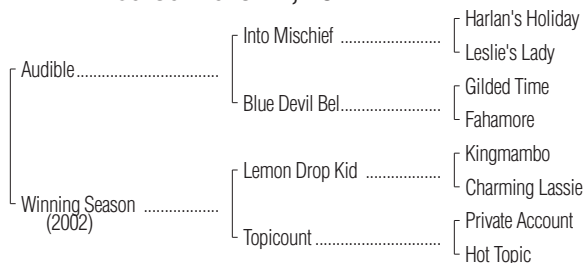 Harlan's Holiday
Into Mischief ........................
Leslie's Lady
Audible..................................
Gilded Time
Blue Devil Bel........................
Fahamore
Kingmambo
Lemon Drop Kid ..................
Charming Lassie
Winning Season ..................
(2002)
Private Account
Topicount ..............................
Hot Topic